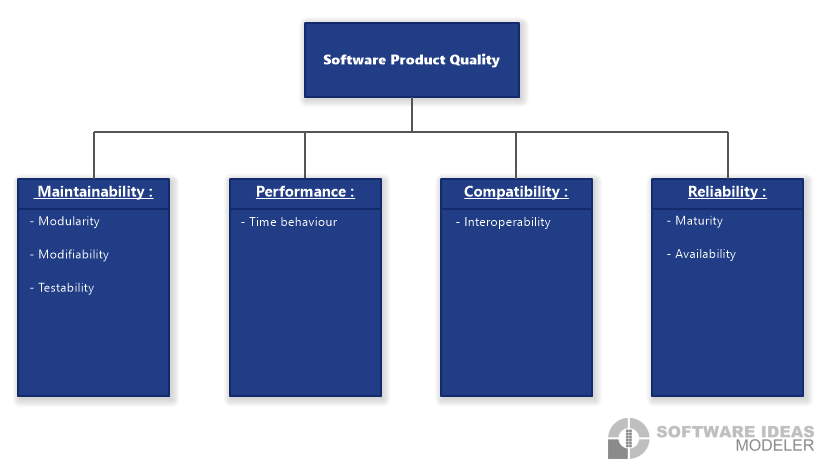 Software Product Quality
Maintainability :
- Modularity
- Modifiability
- Testability
Performance :
- Time behaviour
Compatibility :
- Interoperability
Reliability :
- Maturity
- Availability
SOFTWARE IDEAS
MODELER